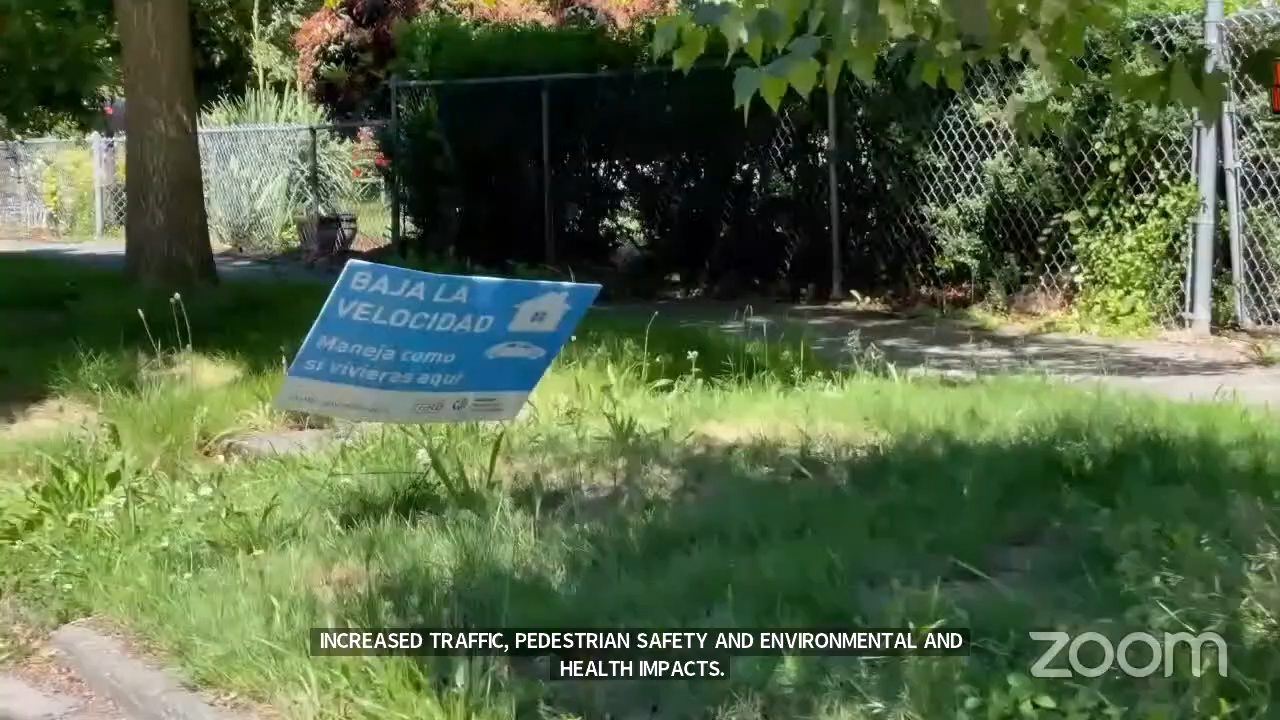 BAJA LA
VELOCIDAD
Maneja como
si vivieras aquí
INCREASED TRAFFIC, PEDESTRIAN SAFETY AND ENVIRONMENTAL AND
HEALTH IMPACTS.
zoom